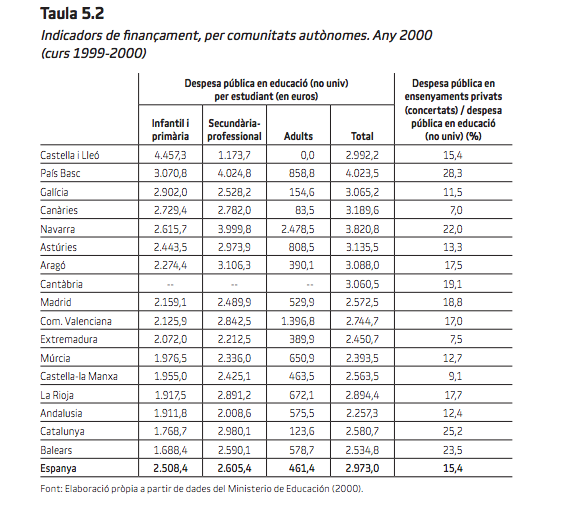 Taula 5.2
Indicadors de finançament, per comunitats autònomes. Any 2000
(curs 1999-2000)
Despesa pública en educació (no univ)
per estudiant (en euros)
Despesa pública en
ensenyaments privats
(concertats) / despesa
pública en educació
(no univ) (%)
Infantil i
primària
Secundària-
professional
Adults
Total
Castella i Lleó 4.457,3 1.173,7 0,0 2.992,2 15,4
País Basc 3.070,8 4.024,8 858,8 4.023,5 28,3
Galícia 2.902,0 2.528,2 154,6 3.065,2 11,5
Canàries 2.729,4 2.782,0 83,5 3.189,6 7,0
Navarra 2.615,7 3.999,8 2.478,5 3.820,8 22,0
Astúries 2.443,5 2.973,9 808,5 3.135,5 13,3
Aragó 2.274,4 3.106,3 390,1 3.088,0 17,5
Cantàbria -- -- -- 3.060,5 19,1
Madrid 2.159,1 2.489,9 529,9 2.572,5 18,8
Com. Valenciana 2.125,9 2.842,5 1.396,8 2.744,7 17,0
Extremadura 2.072,0 2.212,5 389,9 2.450,7 7,5
Múrcia 1.976,5 2.336,0 650,9 2.393,5 12,7
Castella-la Manxa 1.955,0 2.425,1 463,5 2.563,5 9,1
La Rioja 1.917,5 2.891,2 672,1 2.894,4 17,7
Andalusia 1.911,8 2.008,6 575,5 2.257,3 12,4
Catalunya 1.768,7 2.980,1 123,6 2.580,7 25,2
Balears 1.688,4 2.590,1 578,7 2.534,8 23,5
Espanya 2.508,4 2.605,4 461,4 2.973,0 15,4
Font: Elaboració pròpia a partir de dades del Ministerio de Educación (2000).